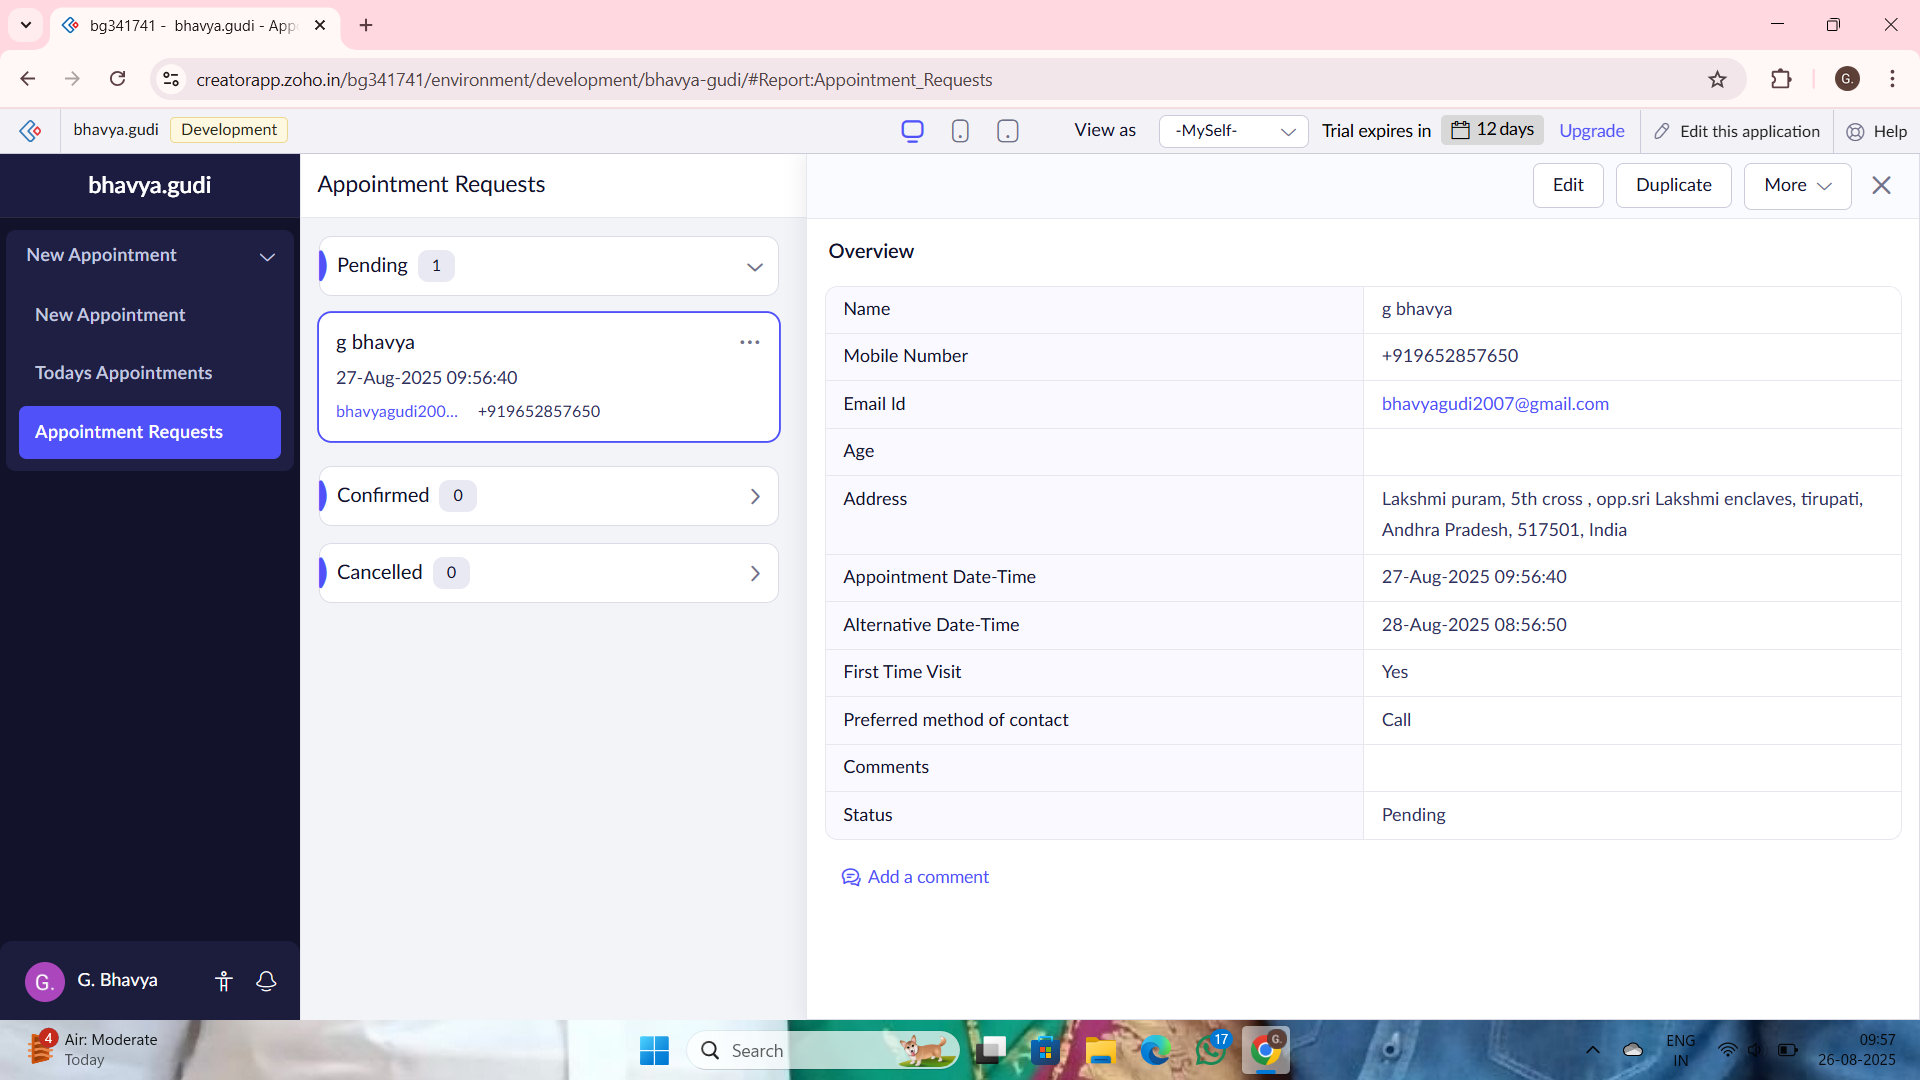 bg341741 - bhavya.gudi - App
creatorapp.zoho.in/bg341741/environment/development/bhavya-gudi/#Report:Appointment_Requests
G.
bhavya.gudi
Development
View as
-MySelf-
Trial expires in
12 days
Upgrade
Edit this application
Help
bhavya.gudi
New Appointment
New Appointment
Todays Appointments
Appointment Requests
G.
G. Bhavya
Appointment Requests
Pending 1
g bhavya
27-Aug-2025 09:56:40
bhavyagudi200... +919652857650
Confirmed 0
Cancelled 0
Edit
Duplicate
More
Overview
Name g bhavya
Mobile Number +919652857650
Email Id bhavyagudi2007@gmail.com
Age
Address Lakshmi puram, 5th cross , opp.sri Lakshmi enclaves, tirupati,
Andhra Pradesh, 517501, India
Appointment Date-Time 27-Aug-2025 09:56:40
Alternative Date-Time 28-Aug-2025 08:56:50
First Time Visit Yes
Preferred method of contact Call
Comments
Status Pending
Add a comment
4
Air: Moderate
Today
Search
17
G.
ENG
IN
09:57
26-08-2025